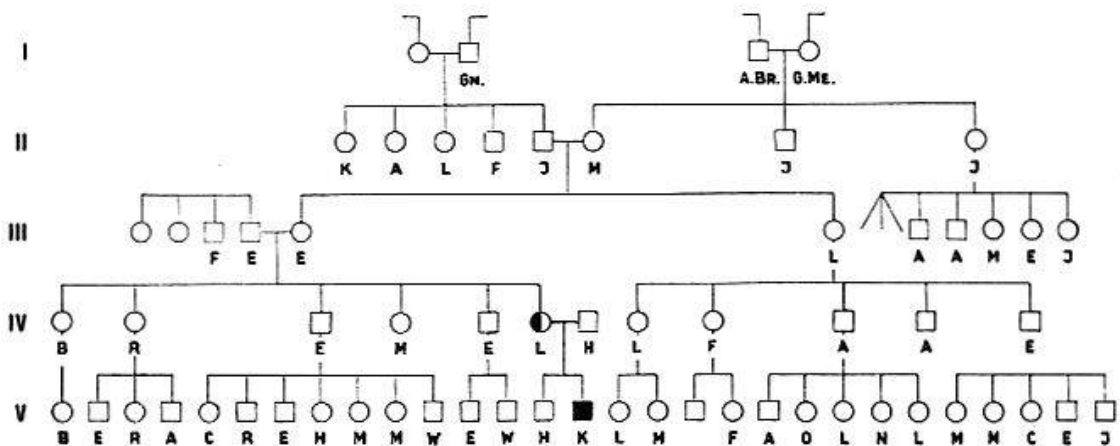 I
GN. A.BR. G.ME.
II
K A L F J M J J
III
F E E L A A M E J
IV
B R E M E L H L F A A E
V
B E R A C R E H M M W E W H K L M F A O L N L M M C E J